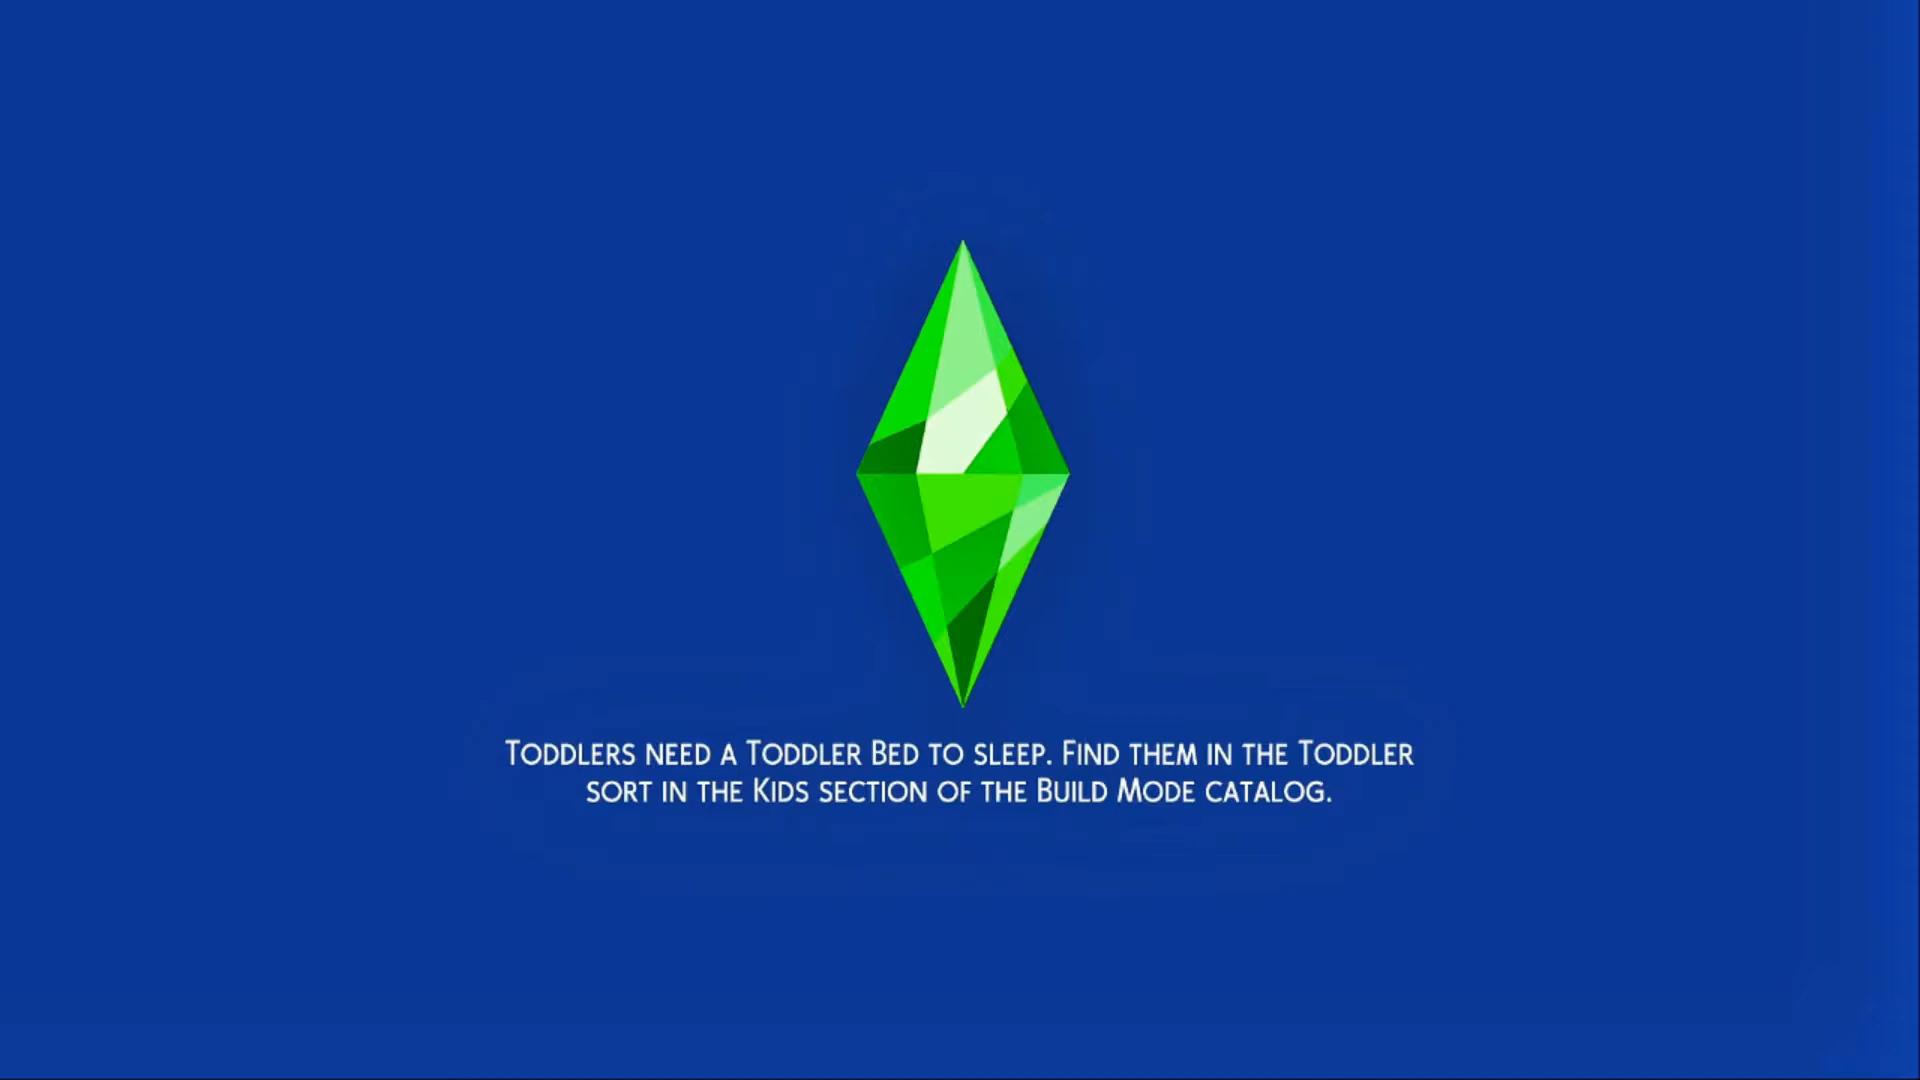 Toddlers need a Toddler Bed to sleep. Find them in the Toddler
sort in the Kids section of the Build Mode catalog.